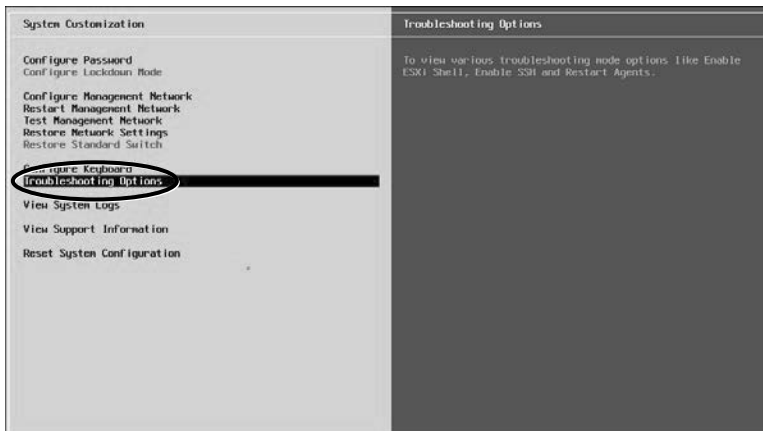 System Customization
Configure Password
Configure Lockdown Mode
Configure Management Network
Restart Management Network
Test Management Network
Restore Network Settings
Restore Standard Switch
Configure Keyboard
Troubleshooting Options
View System Logs
View Support Information
Reset System Configuration
Troubleshooting Options
To view various troubleshooting mode options like Enable
ESXi Shell, Enable SSH and Restart Agents.